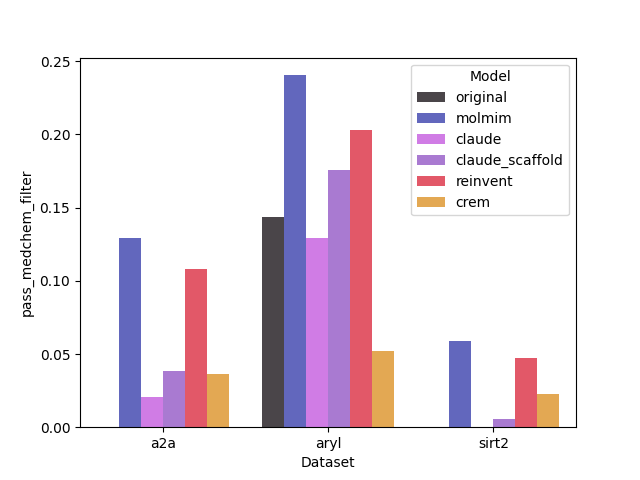 pass_medchem_filter
0.25
0.20
0.15
0.10
0.05
0.00
Model
original
molmim
claude
claude_scaffold
reinvent
crem
a2a
aryl
sirt2
Dataset